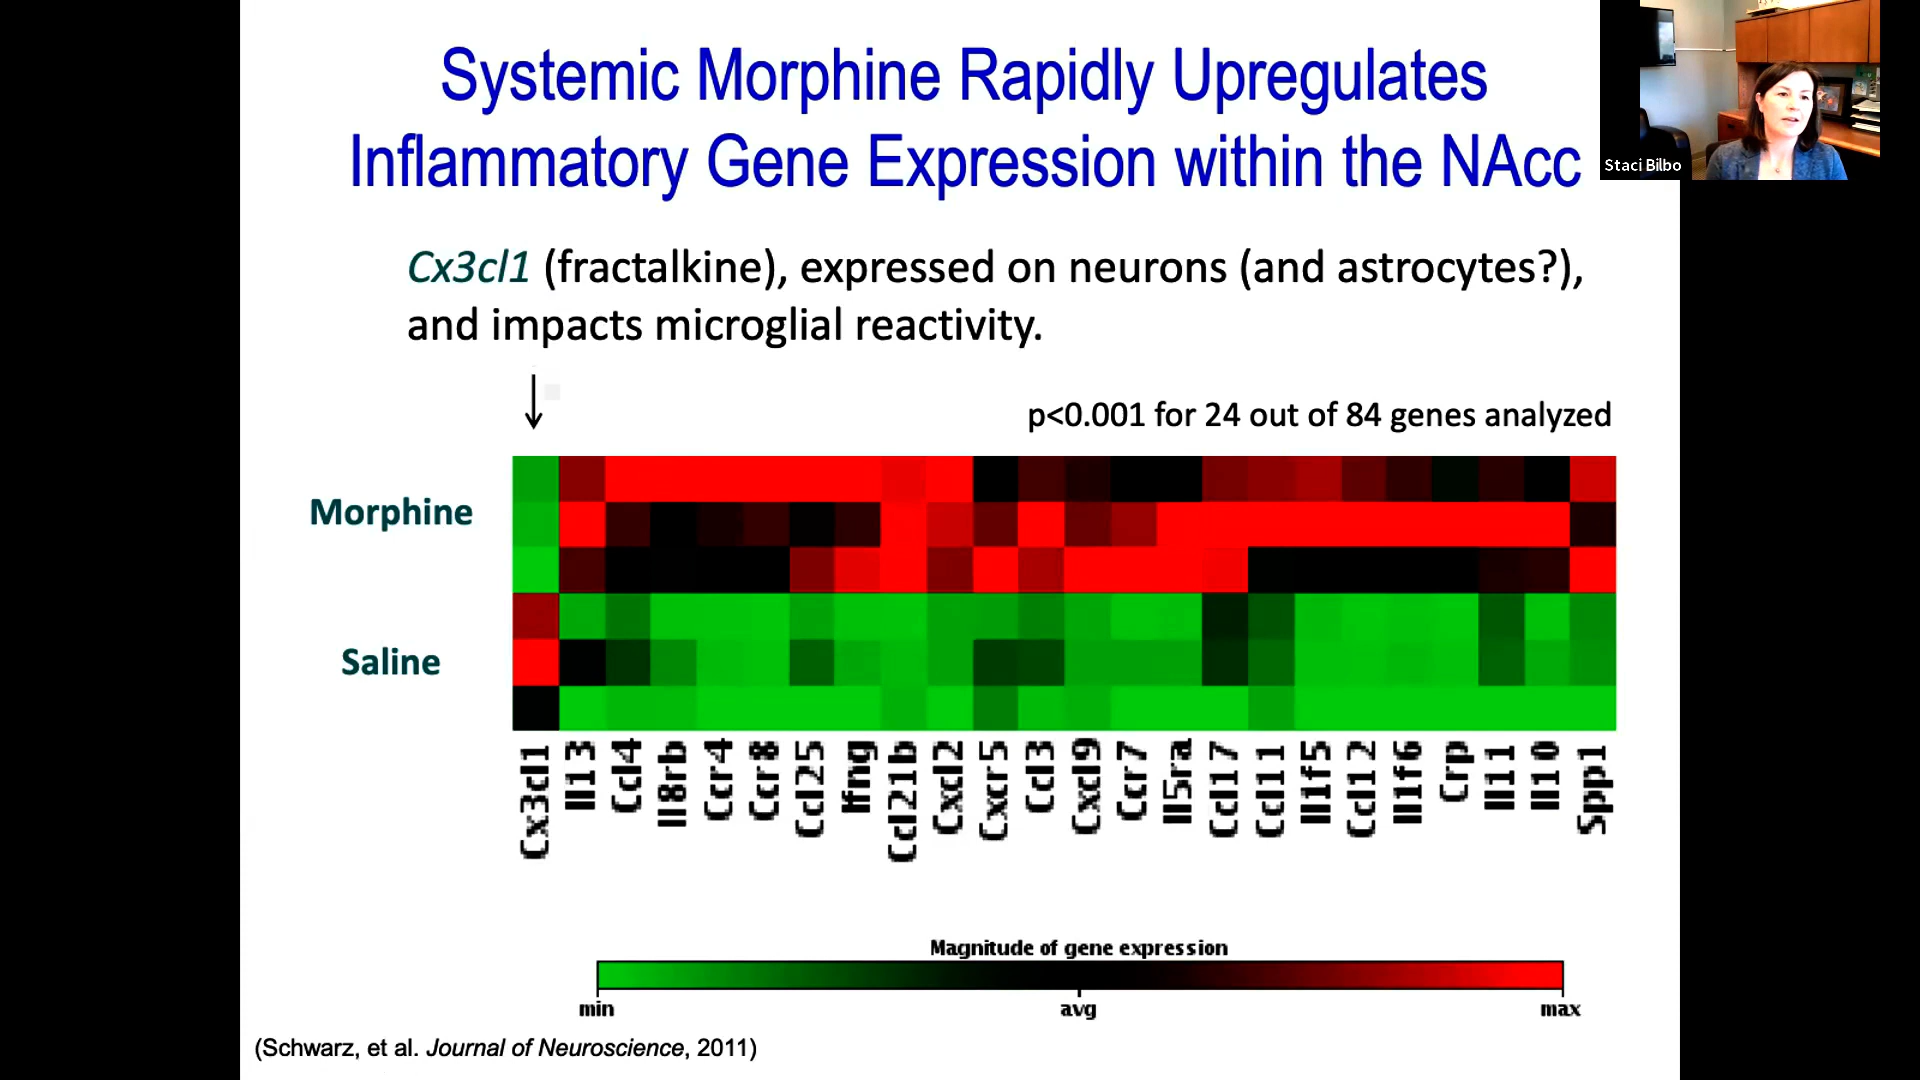 Systemic Morphine Rapidly Upregulates
Inflammatory Gene Expression within the NAcc
Staci Bilbo
Cx3cl1 (fractalkine), expressed on neurons (and astrocytes?),
and impacts microglial reactivity.
p<0.001 for 24 out of 84 genes analyzed
Morphine
Saline
Cx3cl1
Il13
Ccl4
Il8rb
Ccr4
Ccr8
Ccl25
Ifng
Ccl21b
Cxcl2
Cxcr5
Ccl3
Cxcl9
Ccr7
Il5ra
Ccl17
Ccl11
Il1f5
Ccl12
Il1f6
Crp
Il11
Il10
Spp1
Magnitude of gene expression
min avg max
(Schwarz, et al. Journal of Neuroscience, 2011)